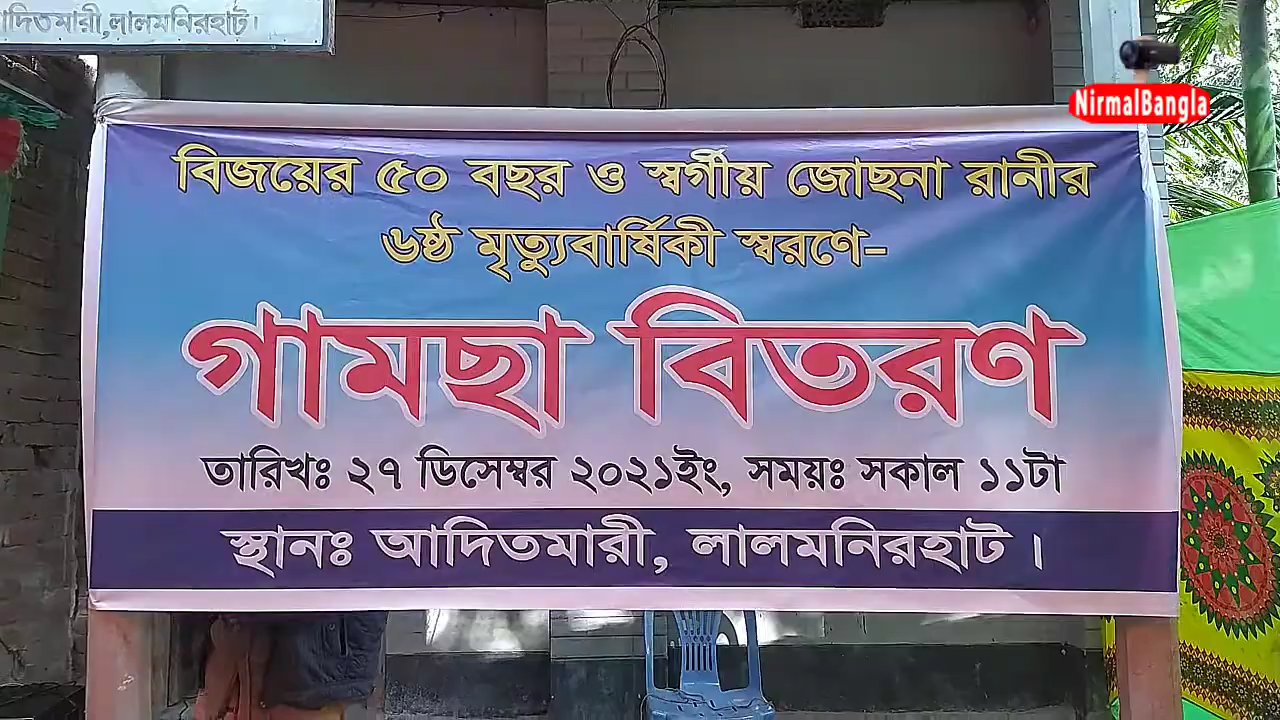 আদিতমারী,লালমনিরহাট।
NirmalBangla
বিজয়ের ৫০ বছর ও স্বর্গীয় জোছনা রানীর
৬ষ্ঠ মৃত্যুবার্ষিকী স্বরণে-
গামছা বিতরণ
তারিখঃ ২৭ ডিসেম্বর ২০২১ইং, সময়ঃ সকাল ১১টা
স্থানঃ আদিতমারী, লালমনিরহাট ।